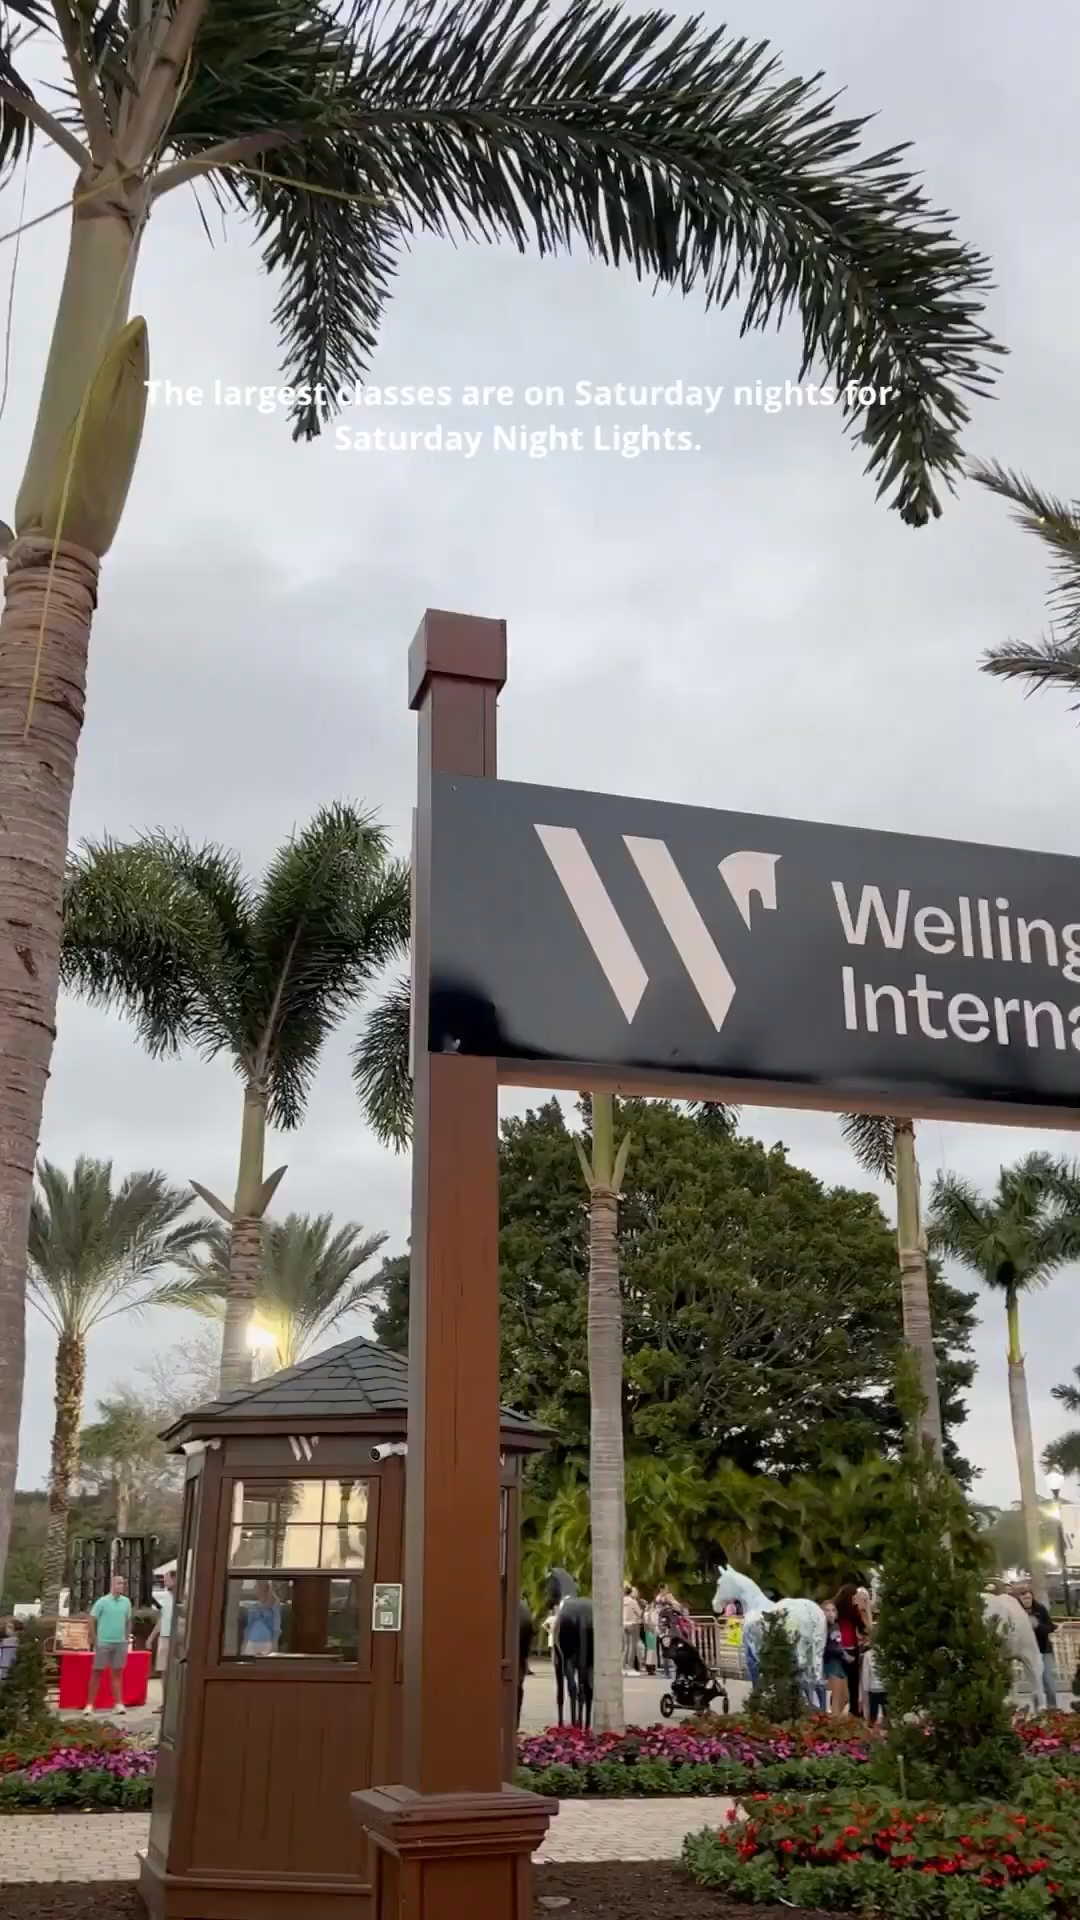 The largest classes are on Saturday nights for
Saturday Night Lights.
W
Welling
Interna